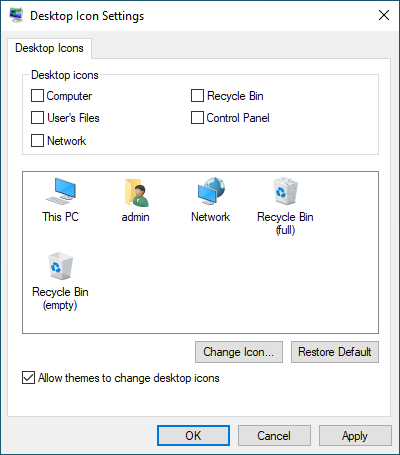 Desktop Icon Settings
Desktop Icons
Desktop icons
Computer
Recycle Bin
User's Files
Control Panel
Network
This PC
admin
Network
Recycle Bin
(full)
Recycle Bin
(empty)
Change Icon...
Restore Default
Allow themes to change desktop icons
OK
Cancel
Apply